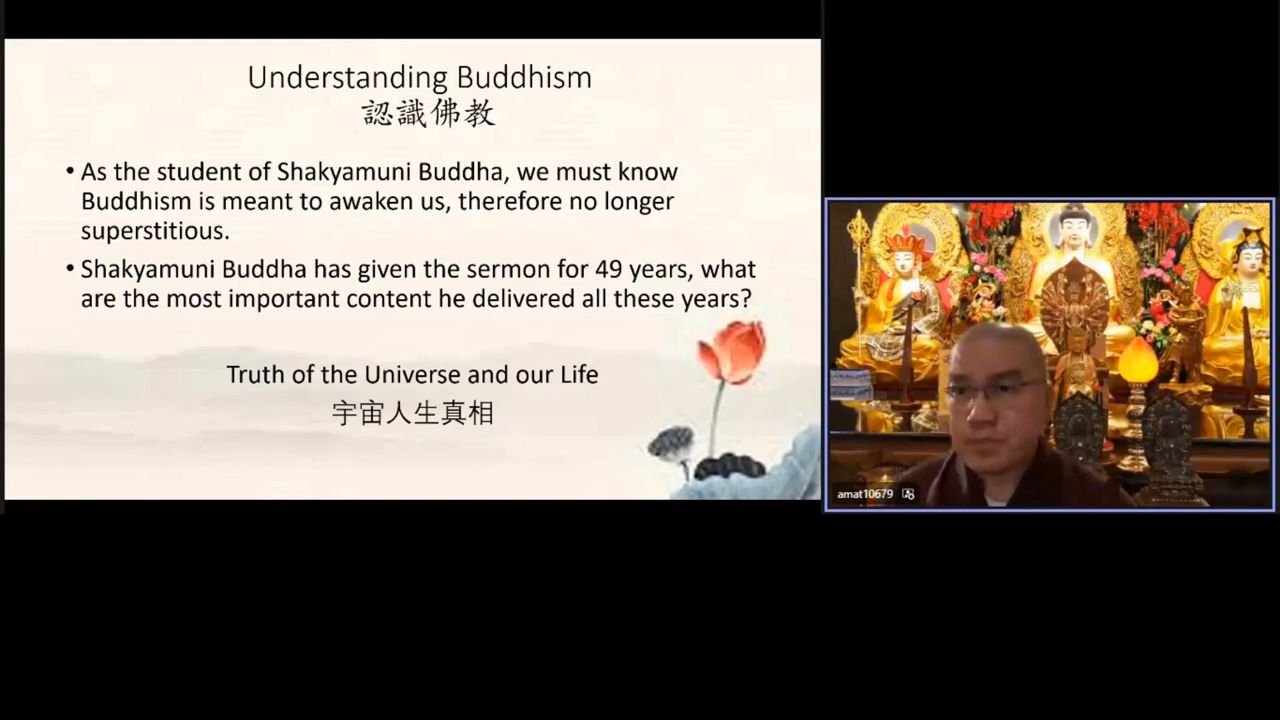 Understanding Buddhism
認識佛教
• As the student of Shakyamuni Buddha, we must know
Buddhism is meant to awaken us, therefore no longer
superstitious.
• Shakyamuni Buddha has given the sermon for 49 years, what
are the most important content he delivered all these years?
Truth of the Universe and our Life
宇宙人生真相
amat10679